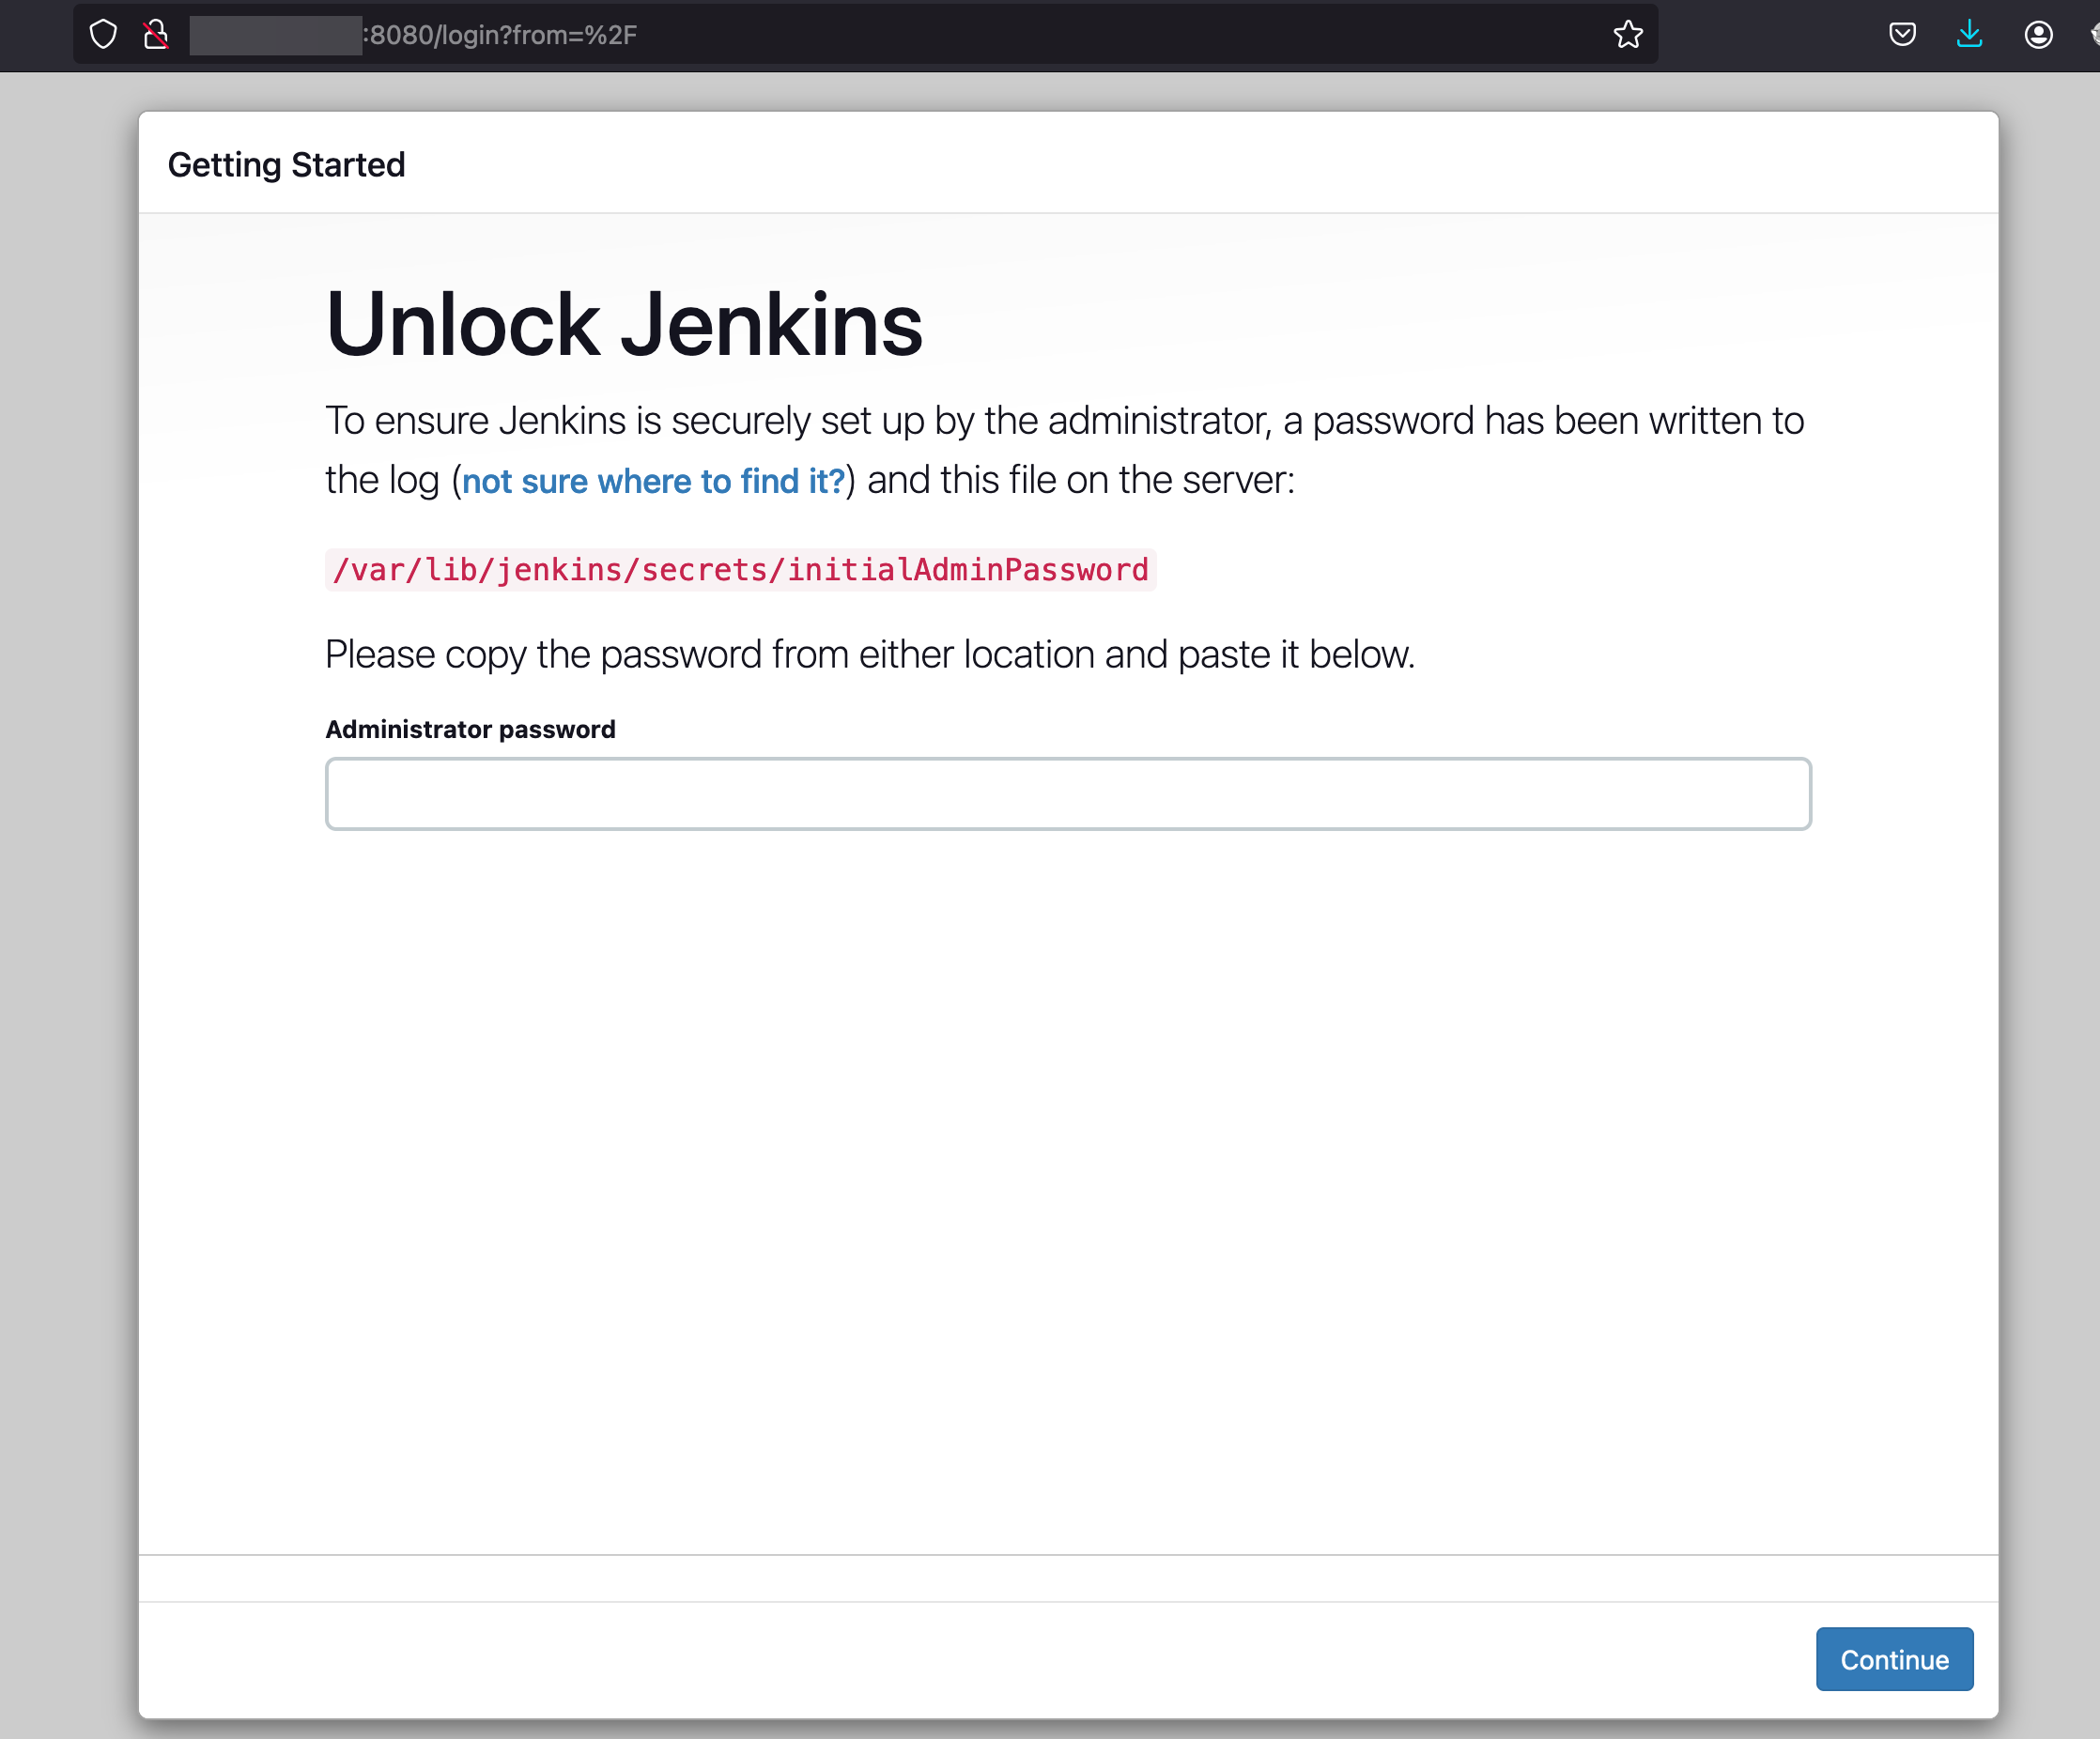 :8080/login?from=%2F
Getting Started
Unlock Jenkins
To ensure Jenkins is securely set up by the administrator, a password has been written to
the log (not sure where to find it?) and this file on the server:
/var/lib/jenkins/secrets/initialAdminPassword
Please copy the password from either location and paste it below.
Administrator password
Continue